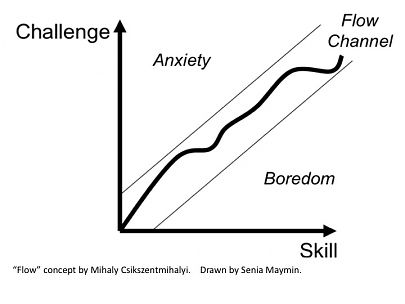 Challenge
Flow
Channel
Anxiety
Boredom
Skill
"Flow" concept by Mihaly Csikszentmihalyi. Drawn by Senia Maymin.